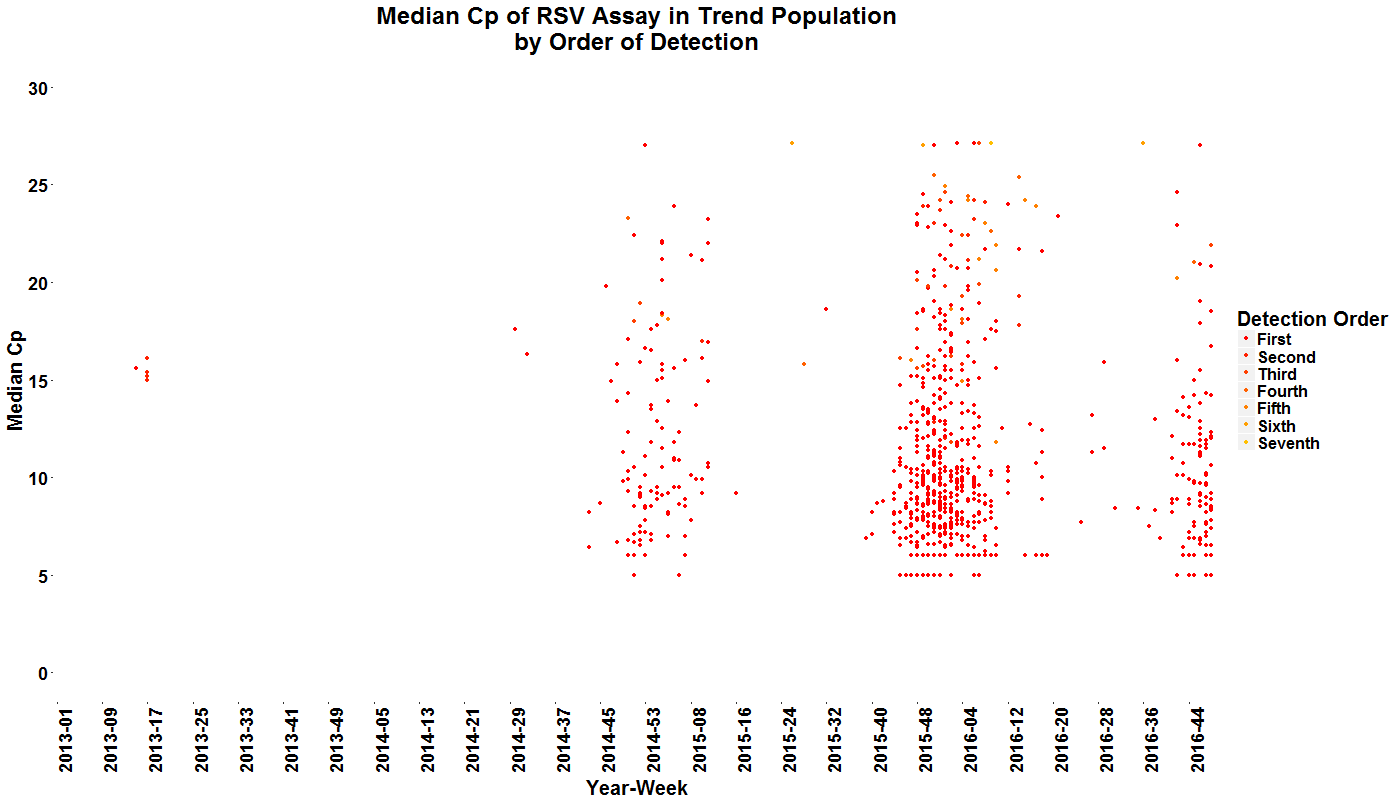 Median Cp of RSV Assay in Trend Population
by Order of Detection
Median Cp
30
25
20
15
10
5
0
2013-01
2013-09
2013-17
2013-25
2013-33
2013-41
2013-49
2014-05
2014-13
2014-21
2014-29
2014-37
2014-45
2014-53
2015-08
2015-16
2015-24
2015-32
2015-40
2015-48
2016-04
2016-12
2016-20
2016-28
2016-36
2016-44
Year-Week
Detection Order
First
Second
Third
Fourth
Fifth
Sixth
Seventh